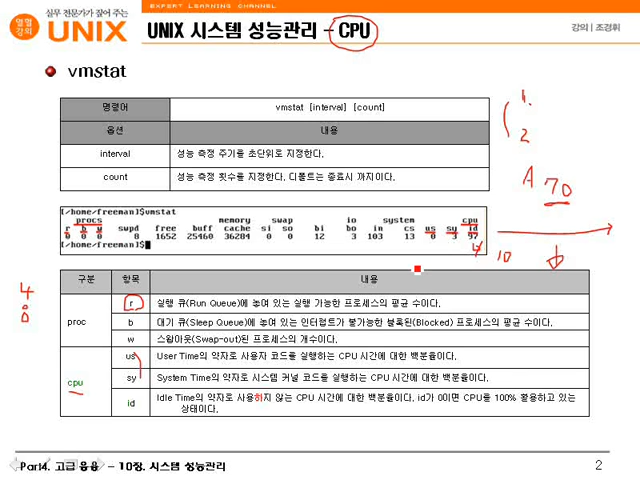 EXPERT LEARNING CHANNEL
실무 전문가가 짚어 주는
열혈강의 UNIX
UNIX 시스템 성능관리 – CPU
강의 | 조경휘
vmstat
명령어 vmstat [interval] [count]
옵션 내용
interval 성능 측정 주기를 초단위로 지정한다.
count 성능 측정 횟수를 지정한다. 디폴트는 종료시 까지이다.
1.
2
A 70
[/home/freeman]$vmstat
procs memory swap io system cpu
r b w swpd free buff cache si so bi bo in cs us sy id
0 0 0 8 1652 25460 36284 0 0 12 3 103 13 0 3 97
[/home/freeman]$
4
10
4
0
0
구분 항목 내용
proc
r 실행 큐(Run Queue)에 놓여 있는 실행 가능한 프로세스의 평균 수이다.
b 대기 큐(Sleep Queue)에 놓여 있는 인터럽트가 불가능한 블록된(Blocked) 프로세스의 평균 수이다.
w 스왑아웃(Swap-out)된 프로세스의 개수이다.
cpu
us User Time의 약자로 사용자 코드를 실행하는 CPU 시간에 대한 백분율이다.
sy System Time의 약자로 시스템 커널 코드를 실행하는 CPU 시간에 대한 백분율이다.
id Idle Time의 약자로 사용하지 않는 CPU 시간에 대한 백분율이다. id가 0이면 CPU를 100% 활용하고 있는
상태이다.
Part4. 고급 응용 – 10장. 시스템 성능관리
2